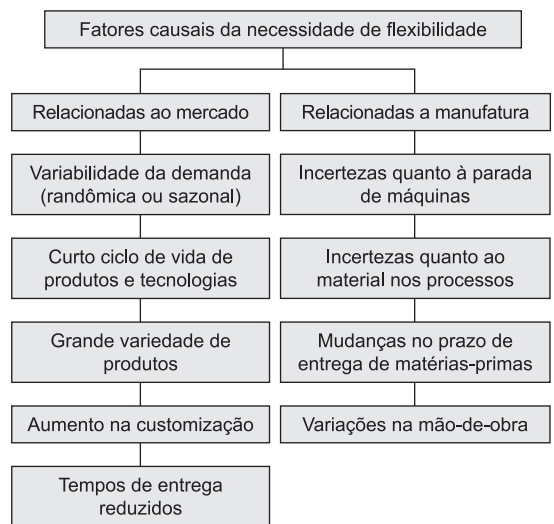 Fatores causais da necessidade de flexibilidade
Relacionadas ao mercado
Variabilidade da demanda
(randômica ou sazonal)
Curto ciclo de vida de
produtos e tecnologias
Grande variedade de
produtos
Aumento na customização
Tempos de entrega
reduzidos
Relacionadas a manufatura
Incertezas quanto à parada
de máquinas
Incertezas quanto ao
material nos processos
Mudanças no prazo de
entrega de matérias-primas
Variações na mão-de-obra